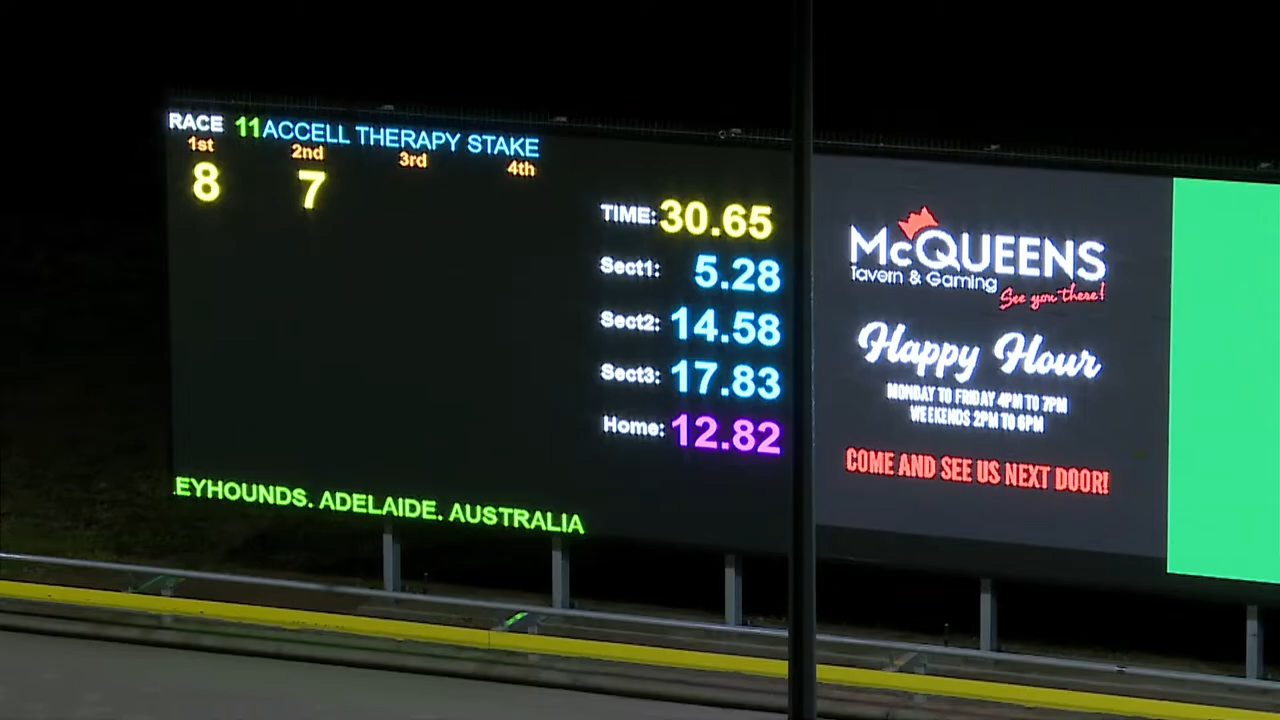 RACE 11ACCELL THERAPY STAKE
1st 2nd 3rd 4th
8 7
TIME: 30.65
Sect1: 5.28
Sect2: 14.58
Sect3: 17.83
Home: 12.82
EYHOUNDS. ADELAIDE. AUSTRALIA
McQUEENS
Tavern & Gaming
See you there!
Happy Hour
MONDAY TO FRIDAY 4PM TO 7PM
WEEKENDS 2PM TO 6PM
COME AND SEE US NEXT DOOR!